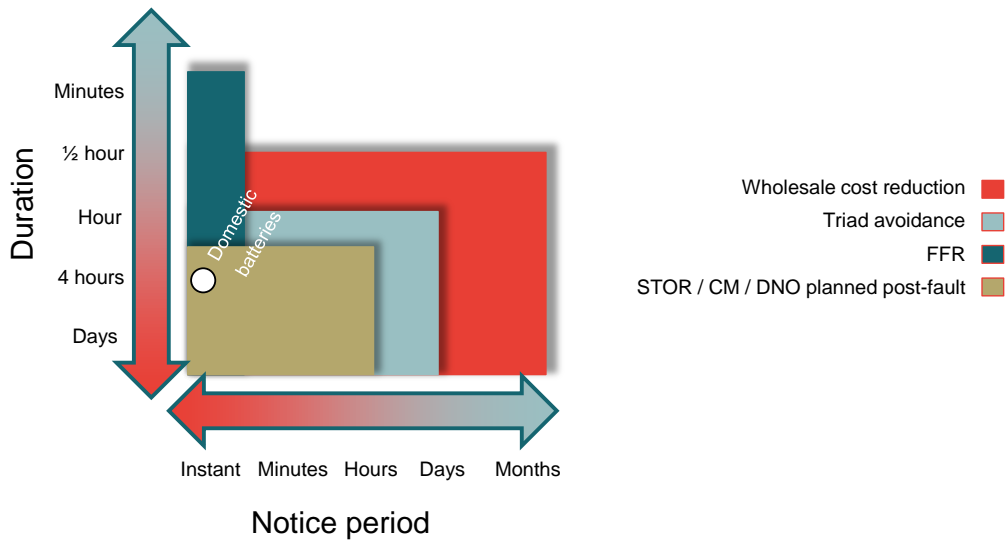 Duration
Minutes
½ hour
Hour
4 hours
Days
Domestic
batteries
Wholesale cost reduction
Triad avoidance
FFR
STOR / CM / DNO planned post-fault
Instant
Minutes
Hours
Days
Months
Notice period